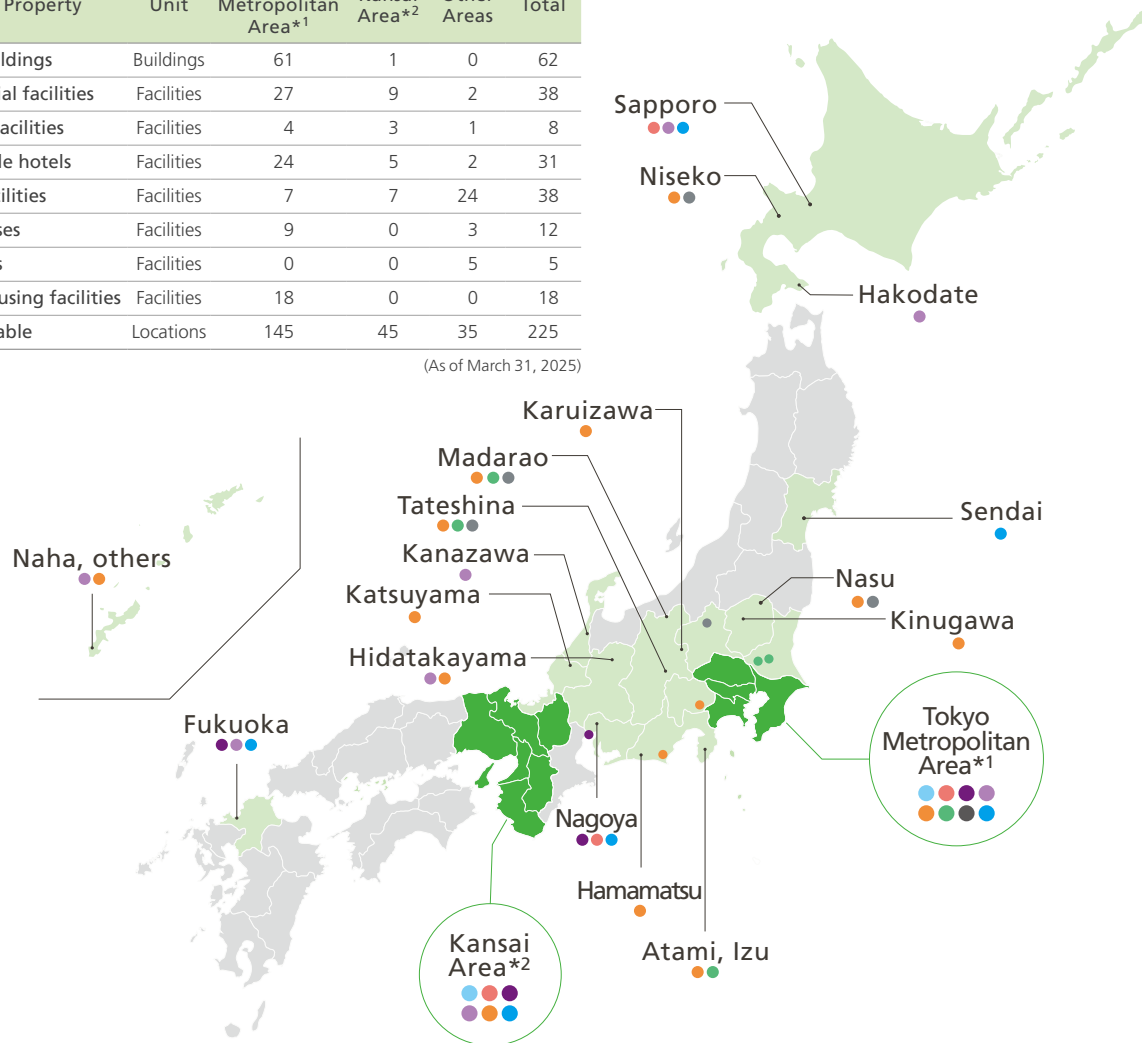 Property Unit Metropolitan Area*1 Kansai Area*2 Other Areas Total
ldings Buildings 61 1 0 62
ial facilities Facilities 27 9 2 38
acilities Facilities 4 3 1 8
le hotels Facilities 24 5 2 31
cilities Facilities 7 7 24 38
ses Facilities 9 0 3 12
s Facilities 0 0 5 5
using facilities Facilities 18 0 0 18
able Locations 145 45 35 225
(As of March 31, 2025)
Sapporo
Niseko
Hakodate
Karuizawa
Madarao
Tateshina
Kanazawa
Katsuyama
Hidatakayama
Naha, others
Sendai
Nasu
Kinugawa
Fukuoka
Tokyo
Metropolitan
Area*1
Nagoya
Hamamatsu
Atami, Izu
Kansai
Area*2